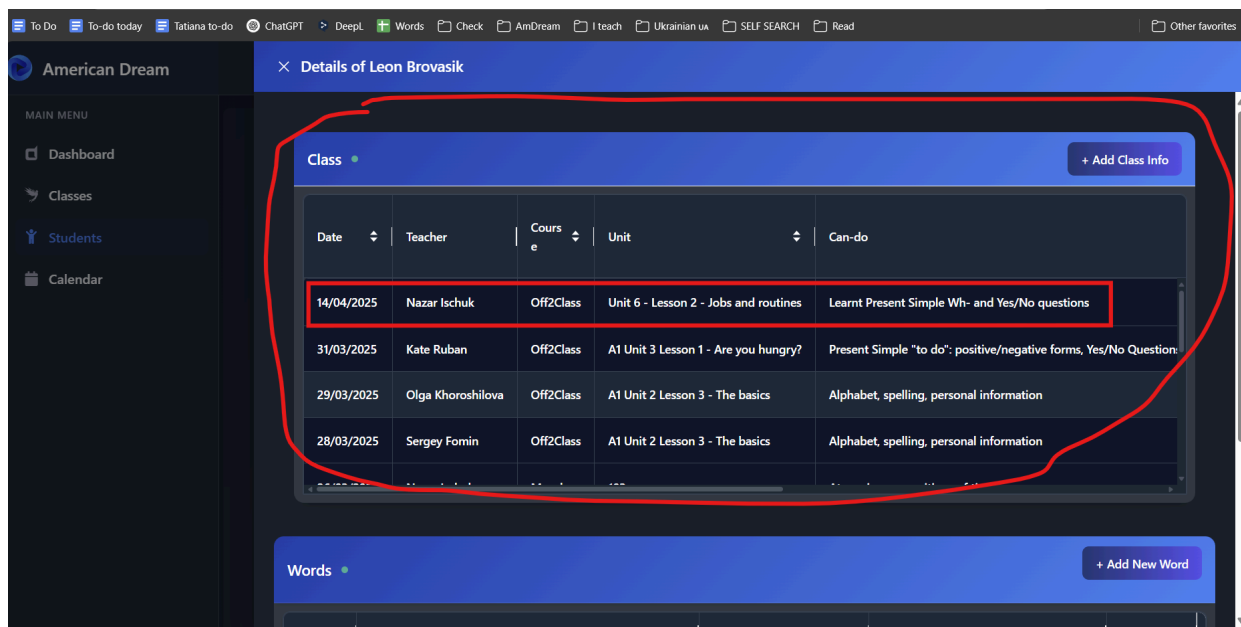 To Do To-do today Tatiana to-do ChatGPT DeepL Words Check AmDream I teach Ukrainian UA SELF SEARCH Read Other favorites
American Dream
Details of Leon Brovasik
MAIN MENU
Dashboard
Classes
Students
Calendar
Class
+ Add Class Info
Date Teacher Cours
e Unit Can-do
14/04/2025 Nazar Ischuk Off2Class Unit 6 - Lesson 2 - Jobs and routines Learnt Present Simple Wh- and Yes/No questions
31/03/2025 Kate Ruban Off2Class A1 Unit 3 Lesson 1 - Are you hungry? Present Simple "to do": positive/negative forms, Yes/No Question
29/03/2025 Olga Khoroshilova Off2Class A1 Unit 2 Lesson 3 - The basics Alphabet, spelling, personal information
28/03/2025 Sergey Fomin Off2Class A1 Unit 2 Lesson 3 - The basics Alphabet, spelling, personal information
Words
+ Add New Word